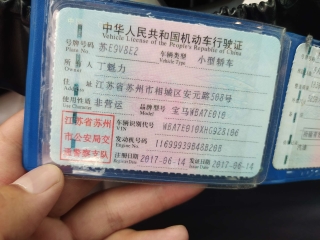 中华人民共和国机动车行驶证
Vehicle License of the People's Republic of China
号牌号码 苏E9V8E2 车辆类型 小型轿车
Plate No. Vehicle Type
所有人 丁魁力
Owner
住址 江苏省苏州市相城区安元路508号
Address
使用性质 非营运 品牌型号 宝马WBA7E010
Use Character Model
江苏省苏州市公安局交通警察支队
车辆识别代号 WBA7E010XHG928106
VIN
发动机号码 116999398488208
Engine No.
注册日期 2017-06-14 发证日期 2017-06-14
Register Date Issue Date